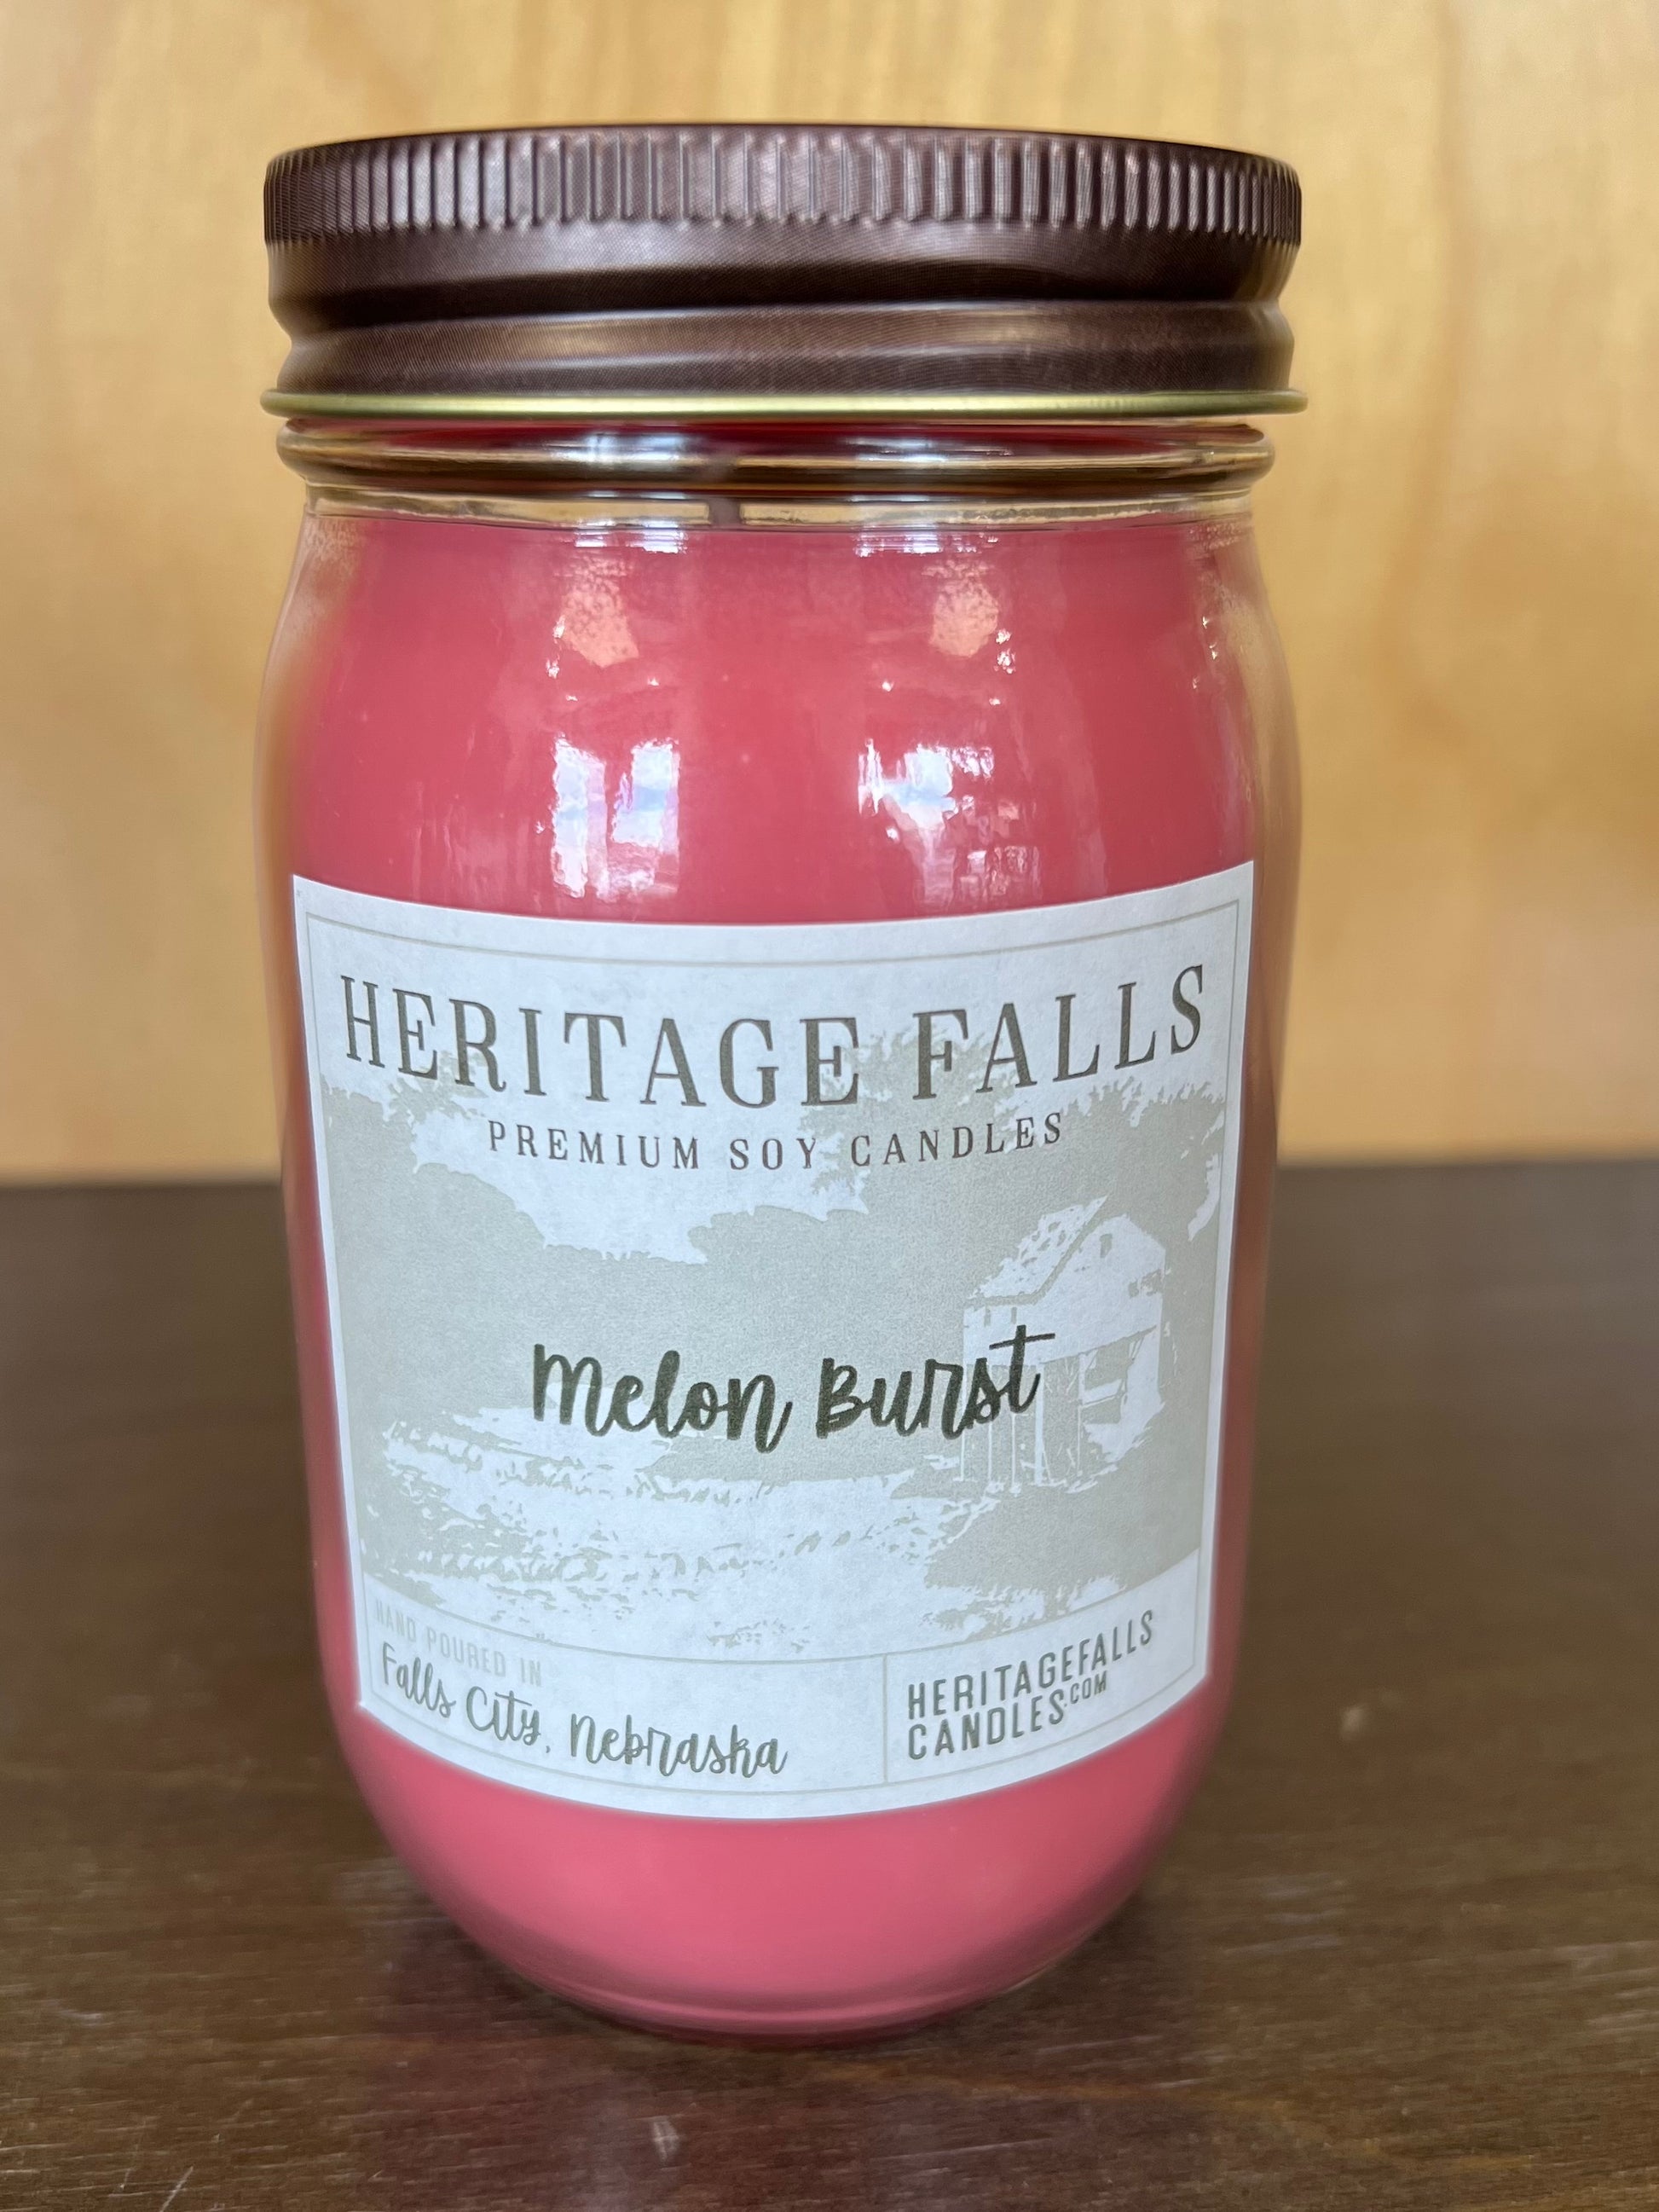 HERITAGE FALLS
PREMIUM SOY CANDLES
Melon Burst
HAND POURED IN
Falls City, Nebraska
HERITAGEFALLS
CANDLES.COM